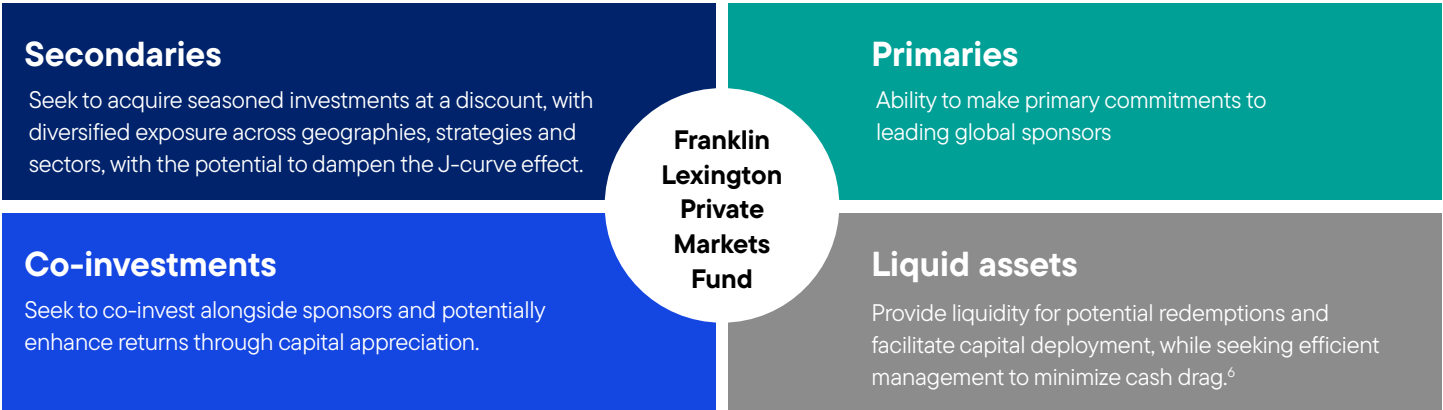 Secondaries
Seek to acquire seasoned investments at a discount, with
diversified exposure across geographies, strategies and
sectors, with the potential to dampen the J-curve effect.
Primaries
Ability to make primary commitments to
leading global sponsors
Franklin
Lexington
Private
Markets
Fund
Co-investments
Seek to co-invest alongside sponsors and potentially
enhance returns through capital appreciation.
Liquid assets
Provide liquidity for potential redemptions and
facilitate capital deployment, while seeking efficient
management to minimize cash drag.⁶